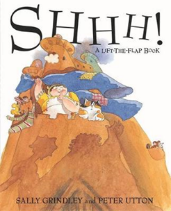 SHHH!
A LIFT-THE-FLAP BOOK
SALLY GRINDLEY and PETER UTTON